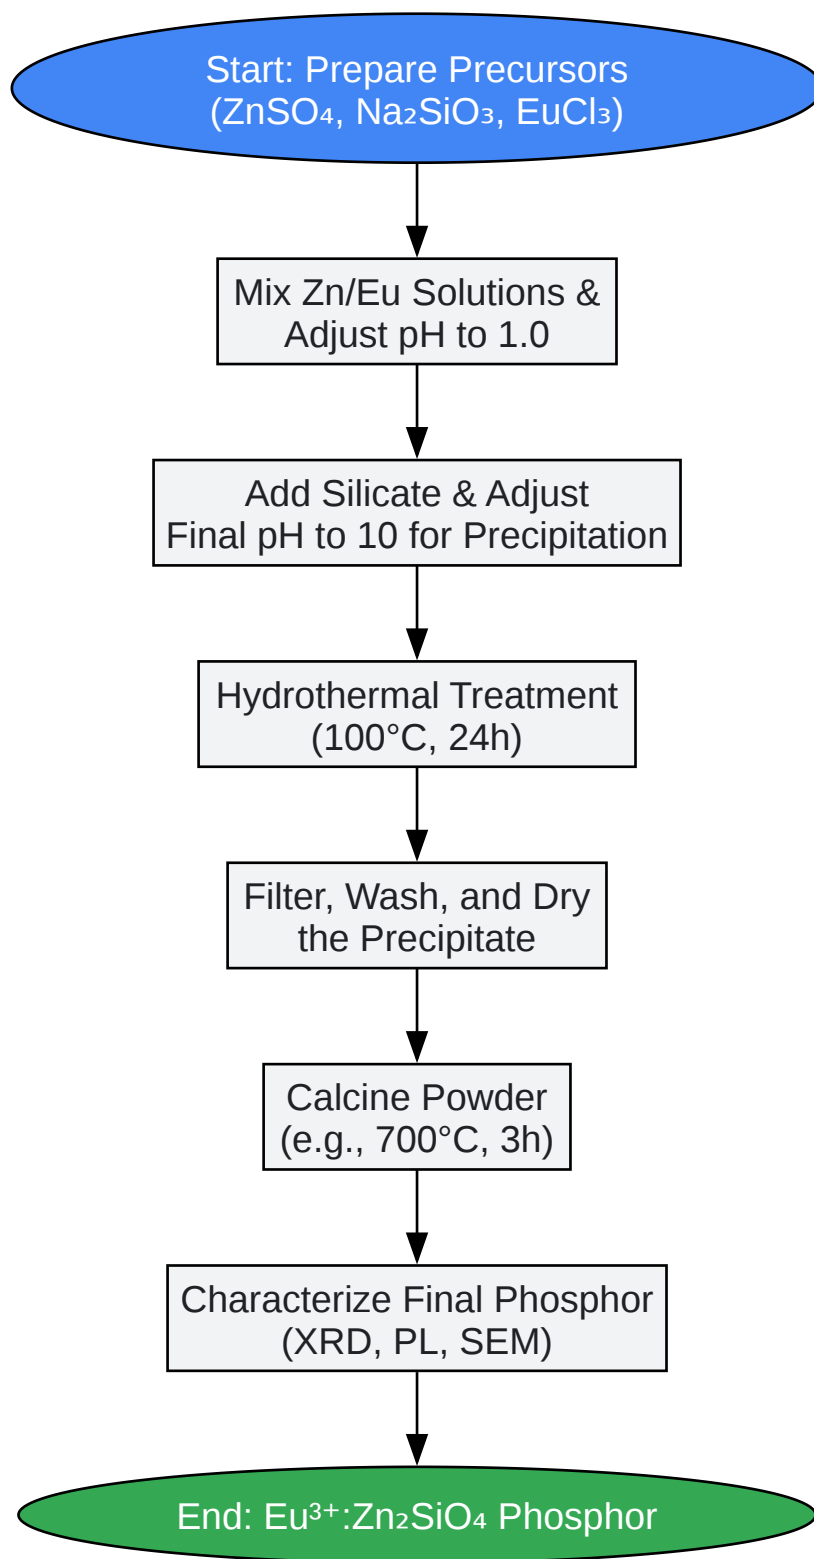 Start: Prepare Precursors
(ZnSO₄, Na₂SiO₃, EuCl₃)
Mix Zn/Eu Solutions &
Adjust pH to 1.0
Add Silicate & Adjust
Final pH to 10 for Precipitation
Hydrothermal Treatment
(100°C, 24h)
Filter, Wash, and Dry
the Precipitate
Calcine Powder
(e.g., 700°C, 3h)
Characterize Final Phosphor
(XRD, PL, SEM)
End: Eu³⁺:Zn₂SiO₄ Phosphor